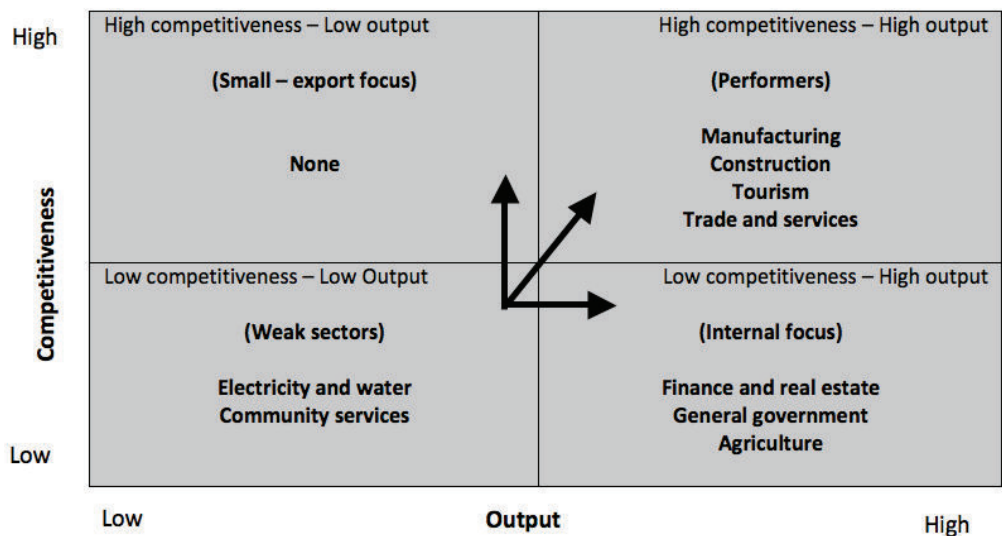 High
Competitiveness
Low
High competitiveness – Low output
(Small – export focus)
None
High competitiveness – High output
(Performers)
Manufacturing
Construction
Tourism
Trade and services
Low competitiveness – Low Output
(Weak sectors)
Electricity and water
Community services
Low competitiveness – High output
(Internal focus)
Finance and real estate
General government
Agriculture
Low
Output
High